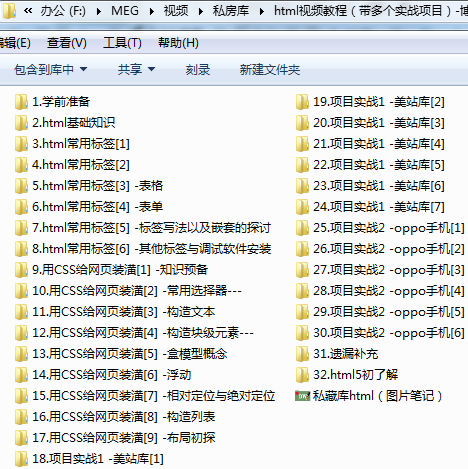 « 办公 (F:) ▸ MEG ▸ 视频 ▸ 私房库 ▸ html视频教程（带多个实战项目）-博
编辑(E) 查看(V) 工具(T) 帮助(H)
包含到库中 共享 刻录 新建文件夹
1.学前准备
2.html基础知识
3.html常用标签[1]
4.html常用标签[2]
5.html常用标签[3] -表格
6.html常用标签[4] -表单
7.html常用标签[5] -标签写法以及嵌套的探讨
8.html常用标签[6] -其他标签与调试软件安装
9.用CSS给网页装潢[1] -知识预备
10.用CSS给网页装潢[2] -常用选择器---
11.用CSS给网页装潢[3] -构造文本
12.用CSS给网页装潢[4] -构造块级元素---
13.用CSS给网页装潢[5] -盒模型概念
14.用CSS给网页装潢[6] -浮动
15.用CSS给网页装潢[7] -相对定位与绝对定位
16.用CSS给网页装潢[8] -构造列表
17.用CSS给网页装潢[9] -布局初探
18.项目实战1 -美站库[1]
19.项目实战1 -美站库[2]
20.项目实战1 -美站库[3]
21.项目实战1 -美站库[4]
22.项目实战1 -美站库[5]
23.项目实战1 -美站库[6]
24.项目实战1 -美站库[7]
25.项目实战2 -oppo手机[1]
26.项目实战2 -oppo手机[2]
27.项目实战2 -oppo手机[3]
28.项目实战2 -oppo手机[4]
29.项目实战2 -oppo手机[5]
30.项目实战2 -oppo手机[6]
31.遗漏补充
32.html5初了解
私藏库html（图片笔记）